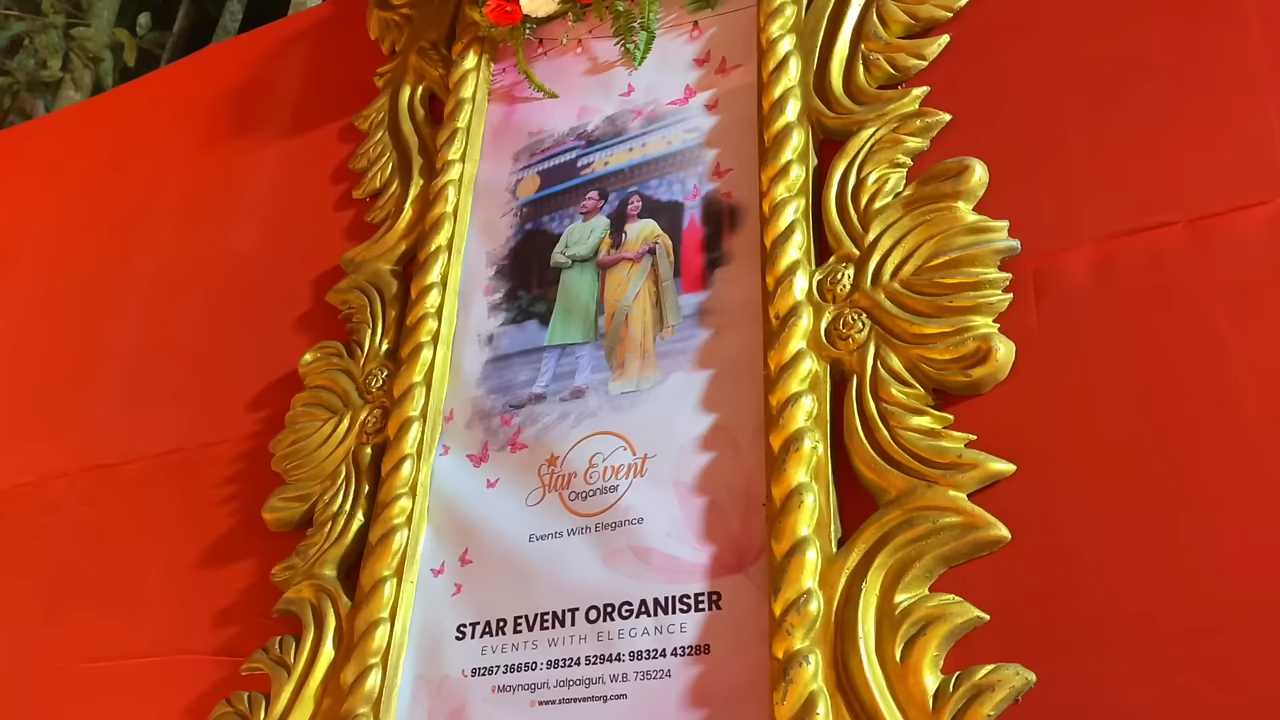 Star Event
Organiser
Events With Elegance
STAR EVENT ORGANISER
EVENTS WITH ELEGANCE
91267 36650 : 98324 52944: 98324 43288
Maynaguri, Jalpaiguri, W.B. 735224
www.stareventorg.com